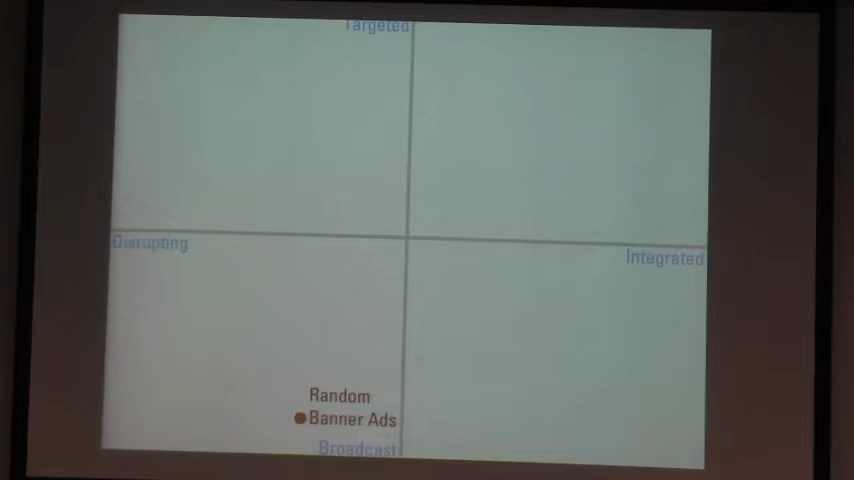 Targeted
Disrupting
Integrated
Random
Banner Ads
Broadcast